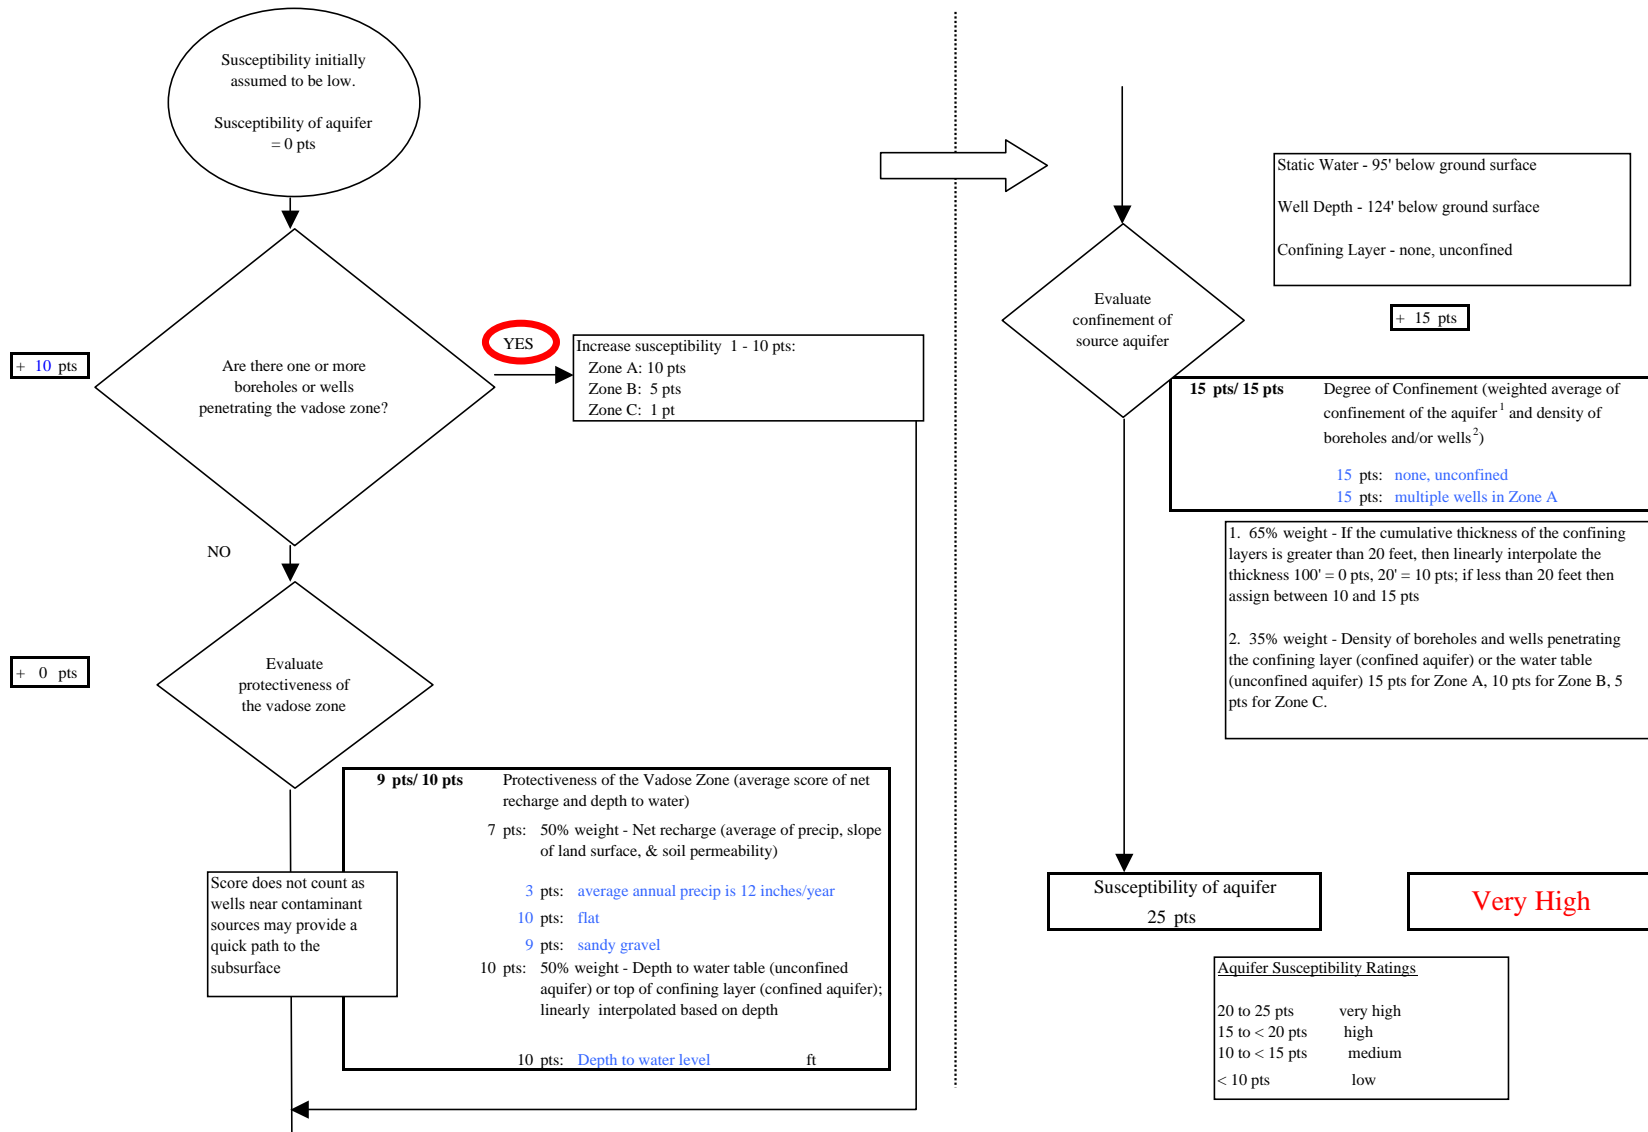 Susceptibility initially
assumed to be low.
Susceptibility of aquifer
= 0 pts
+ 10 pts
Are there one or more
boreholes or wells
penetrating the vadose zone?
YES
Increase susceptibility 1 - 10 pts:
Zone A: 10 pts
Zone B: 5 pts
Zone C: 1 pt
NO
+ 0 pts
Evaluate
protectiveness of
the vadose zone
9 pts/ 10 pts Protectiveness of the Vadose Zone (average score of net
recharge and depth to water)
7 pts: 50% weight - Net recharge (average of precip, slope
of land surface, & soil permeability)
3 pts: average annual precip is 12 inches/year
10 pts: flat
9 pts: sandy gravel
10 pts: 50% weight - Depth to water table (unconfined
aquifer) or top of confining layer (confined aquifer);
linearly interpolated based on depth
10 pts: Depth to water level ft
Score does not count as
wells near contaminant
sources may provide a
quick path to the
subsurface
Static Water - 95' below ground surface
Well Depth - 124' below ground surface
Confining Layer - none, unconfined
Evaluate
confinement of
source aquifer
+ 15 pts
15 pts/ 15 pts Degree of Confinement (weighted average of
confinement of the aquifer1 and density of
boreholes and/or wells2)
15 pts: none, unconfined
15 pts: multiple wells in Zone A
1. 65% weight - If the cumulative thickness of the confining
layers is greater than 20 feet, then linearly interpolate the
thickness 100' = 0 pts, 20' = 10 pts; if less than 20 feet then
assign between 10 and 15 pts
2. 35% weight - Density of boreholes and wells penetrating
the confining layer (confined aquifer) or the water table
(unconfined aquifer) 15 pts for Zone A, 10 pts for Zone B, 5
pts for Zone C.
Susceptibility of aquifer
25 pts
Very High
Aquifer Susceptibility Ratings
20 to 25 pts very high
15 to < 20 pts high
10 to < 15 pts medium
< 10 pts low